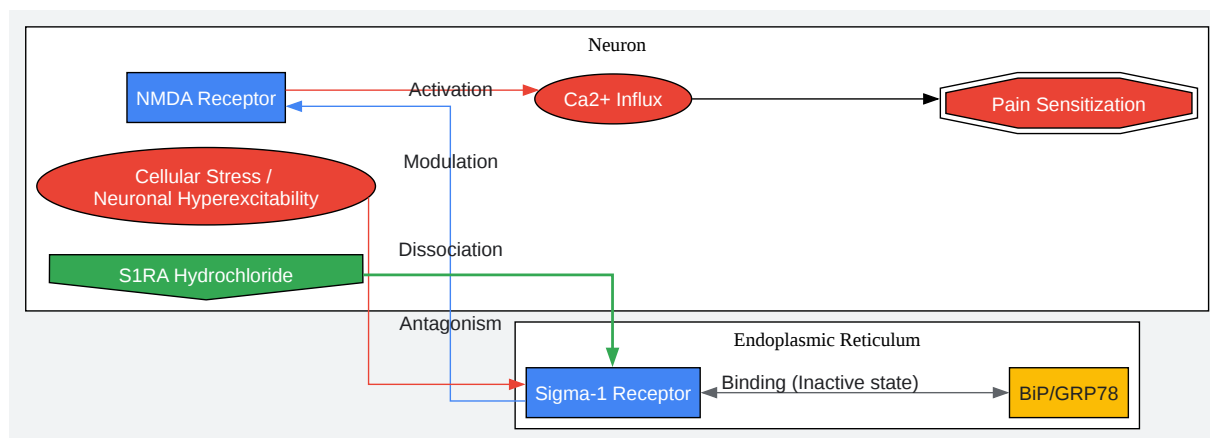 Neuron
NMDA Receptor
Activation
Ca2+ Influx
Pain Sensitization
Modulation
Cellular Stress /
Neuronal Hyperexcitability
Dissociation
S1RA Hydrochloride
Antagonism
Endoplasmic Reticulum
Sigma-1 Receptor
Binding (Inactive state)
BiP/GRP78